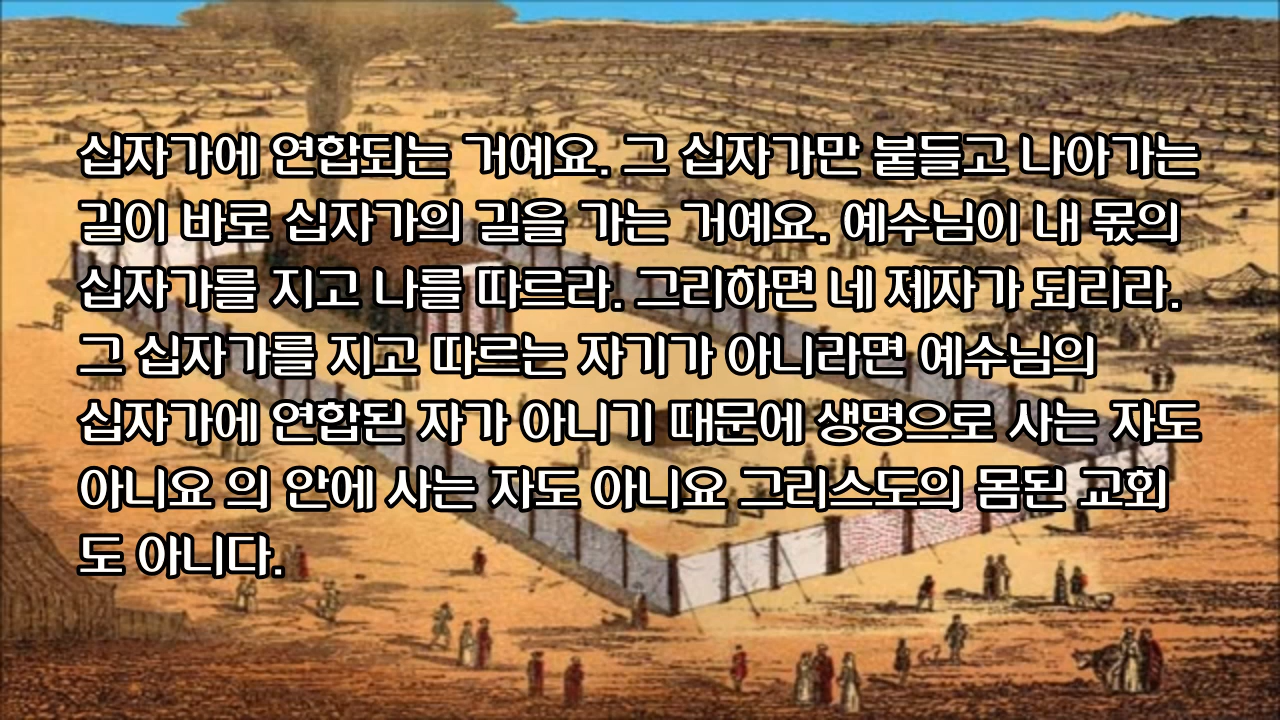 십자가에 연합되는 거예요. 그 십자가만 붙들고 나아가는
길이 바로 십자가의 길을 가는 거예요. 예수님이 내 몫의
십자가를 지고 나를 따르라. 그리하면 네 제자가 되리라.
그 십자가를 지고 따르는 자기가 아니라면 예수님의
십자가에 연합된 자가 아니기 때문에 생명으로 사는 자도
아니요 의 안에 사는 자도 아니요 그리스도의 몸된 교회
도 아니다.